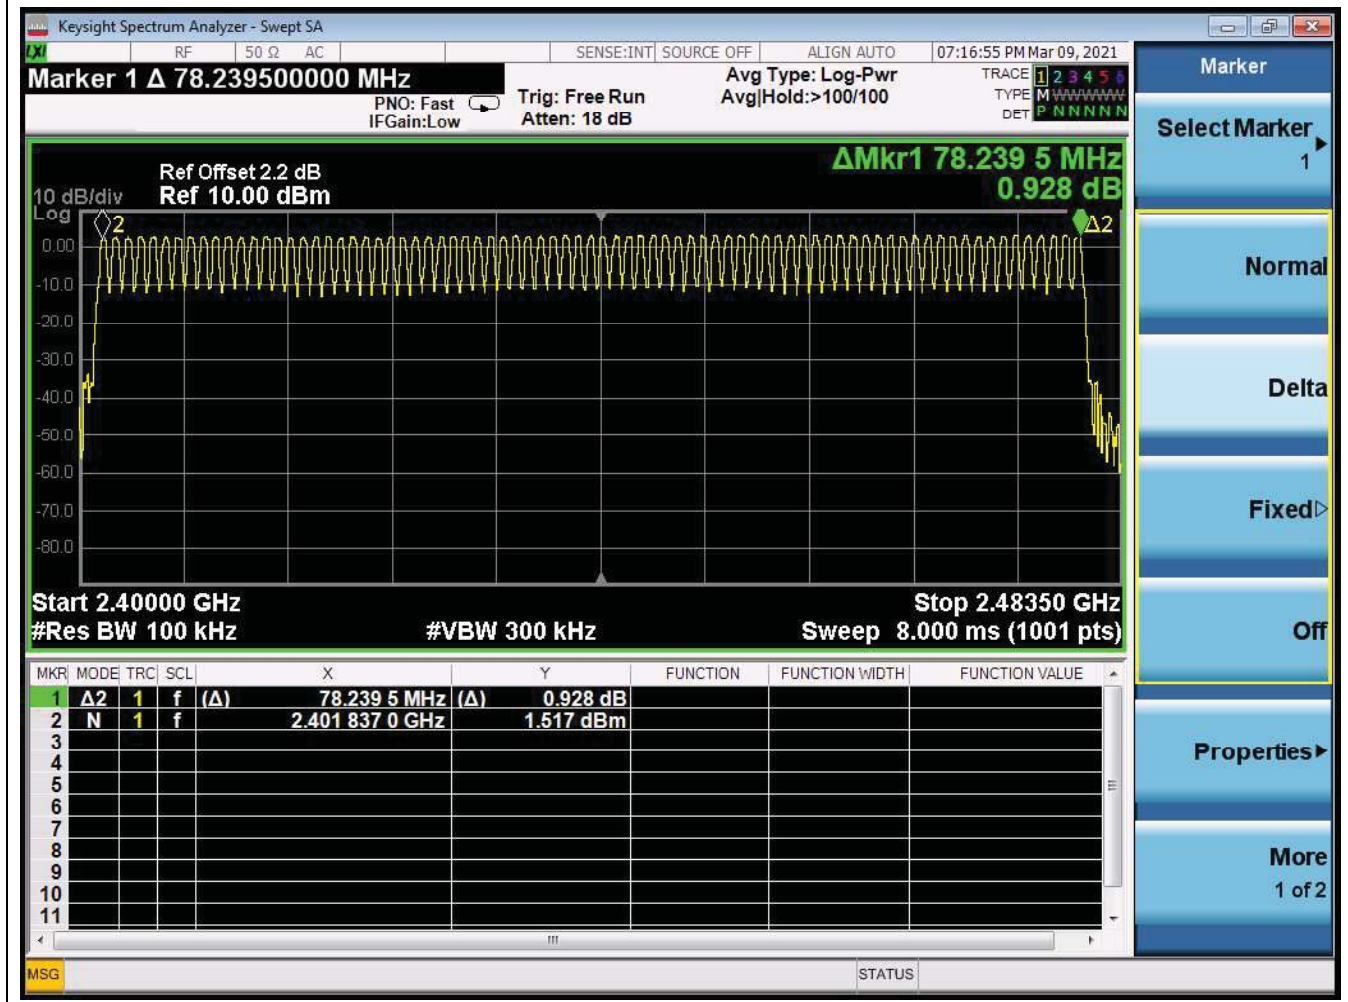 Keysight Spectrum Analyzer - Swept SA
LXI RF 50 Ω AC SENSE:INT SOURCE OFF ALIGN AUTO 07:16:55 PM Mar 09, 2021
Marker 1 Δ 78.239500000 MHz
PNO: Fast
IFGain:Low
Trig: Free Run
Atten: 18 dB
Avg Type: Log-Pwr
Avg|Hold:>100/100
TRACE 1 2 3 4 5 6
TYPE M WWWWW
DET P N N N N N
ΔMkr1 78.239 5 MHz
0.928 dB
Ref Offset 2.2 dB
10 dB/div Ref 10.00 dBm
Log
2
Δ2
0.00
-10.0
-20.0
-30.0
-40.0
-50.0
-60.0
-70.0
-80.0
Start 2.40000 GHz Stop 2.48350 GHz
#Res BW 100 kHz #VBW 300 kHz Sweep 8.000 ms (1001 pts)
MKR MODE TRC SCL X Y FUNCTION FUNCTION WIDTH FUNCTION VALUE
1 Δ2 1 f (Δ) 78.239 5 MHz (Δ) 0.928 dB
2 N 1 f 2.401 837 0 GHz 1.517 dBm
3
4
5
6
7
8
9
10
11
MSG STATUS
Marker
Select Marker
1
Normal
Delta
Fixed
Off
Properties
More
1 of 2